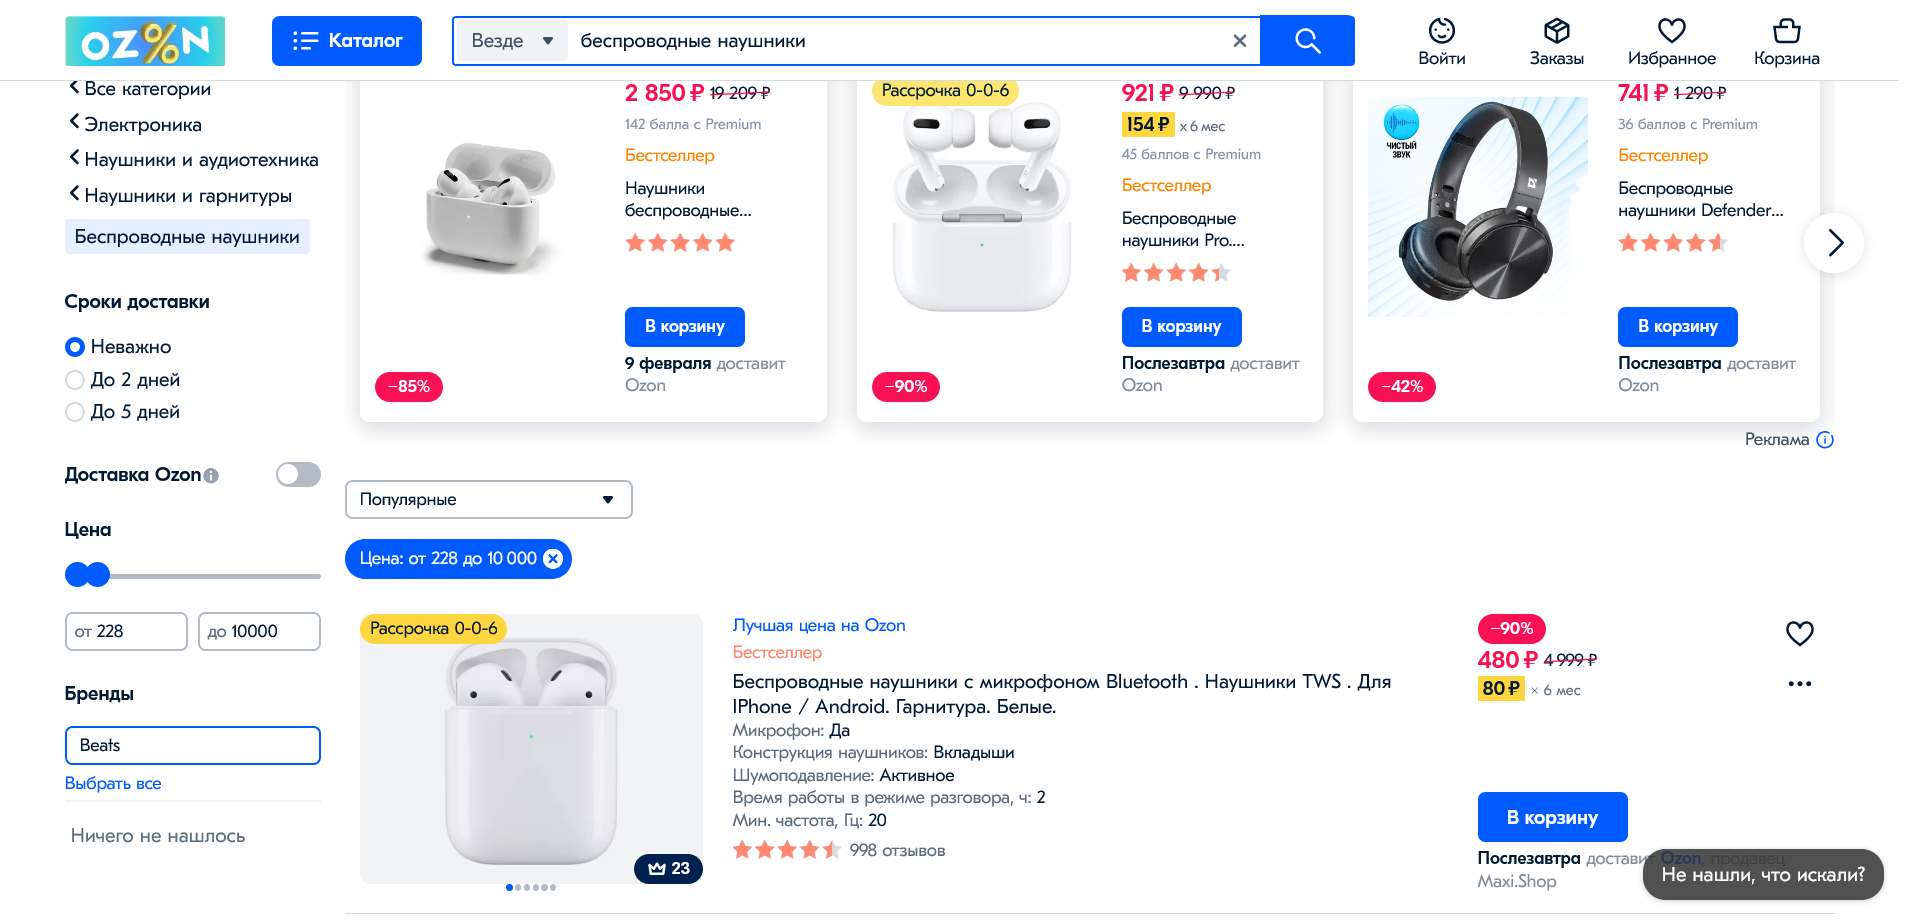 OZ%N
Каталог
Везде
беспроводные наушники
Войти
Заказы
Избранное
Корзина
Все категории
Электроника
Наушники и аудиотехника
Наушники и гарнитуры
Беспроводные наушники
Сроки доставки
Неважно
До 2 дней
До 5 дней
Доставка Ozon
Цена
от 228
до 10000
Бренды
Beats
Выбрать все
Ничего не нашлось
2 850 ₽ 19 209 ₽
142 балла с Premium
Бестселлер
Наушники
беспроводные...
В корзину
9 февраля доставит
Ozon
−85%
Рассрочка 0-0-6
921 ₽ 9 990 ₽
154 ₽ x 6 мес
45 баллов с Premium
Бестселлер
Беспроводные
наушники Pro....
В корзину
Послезавтра доставит
Ozon
−90%
ЧИСТЫЙ
ЗВУК
741 ₽ 1 290 ₽
36 баллов с Premium
Бестселлер
Беспроводные
наушники Defender...
В корзину
Послезавтра доставит
Ozon
−42%
Реклама
Популярные
Цена: от 228 до 10 000
Рассрочка 0-0-6
23
Лучшая цена на Ozon
Бестселлер
Беспроводные наушники с микрофоном Bluetooth . Наушники TWS . Для
IPhone / Android. Гарнитура. Белые.
Микрофон: Да
Конструкция наушников: Вкладыши
Шумоподавление: Активное
Время работы в режиме разговора, ч: 2
Мин. частота, Гц: 20
998 отзывов
−90%
480 ₽ 4 999 ₽
80 ₽ × 6 мес
В корзину
Послезавтра доставит Ozon, продавец
Maxi.Shop
Не нашли, что искали?